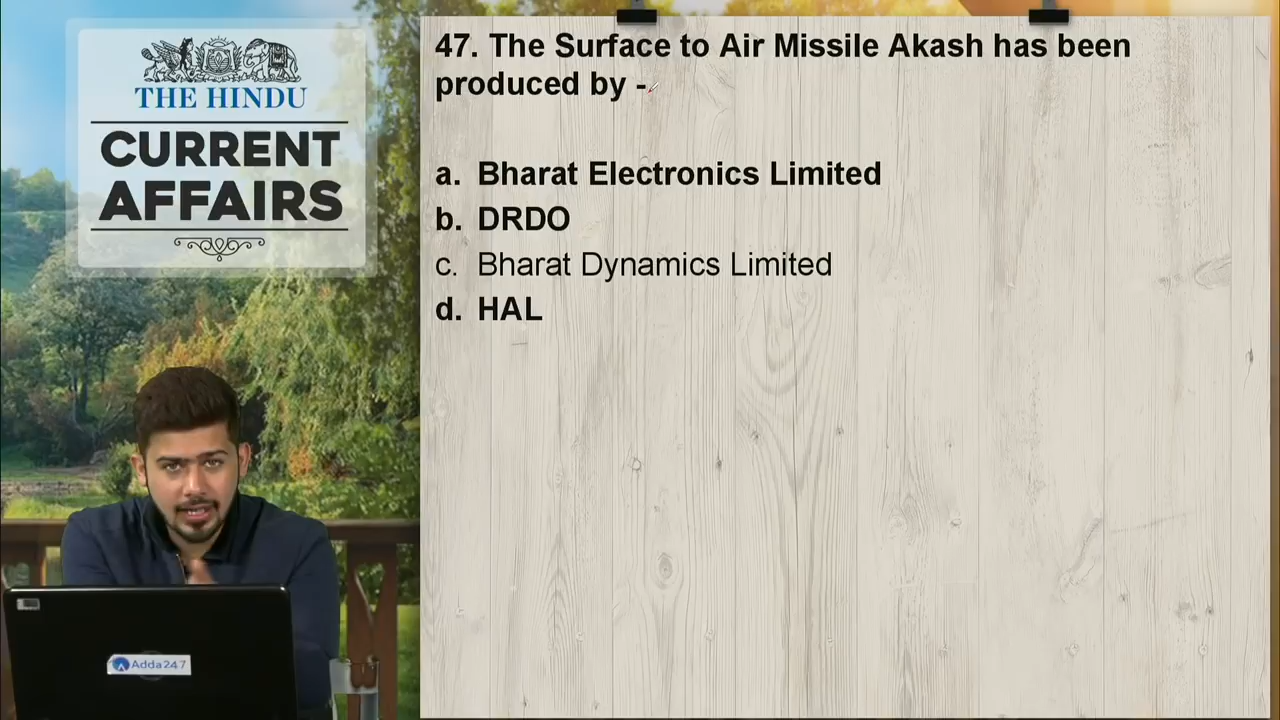 THE HINDU
CURRENT
AFFAIRS
47. The Surface to Air Missile Akash has been
produced by -
a. Bharat Electronics Limited
b. DRDO
c. Bharat Dynamics Limited
d. HAL
Adda247